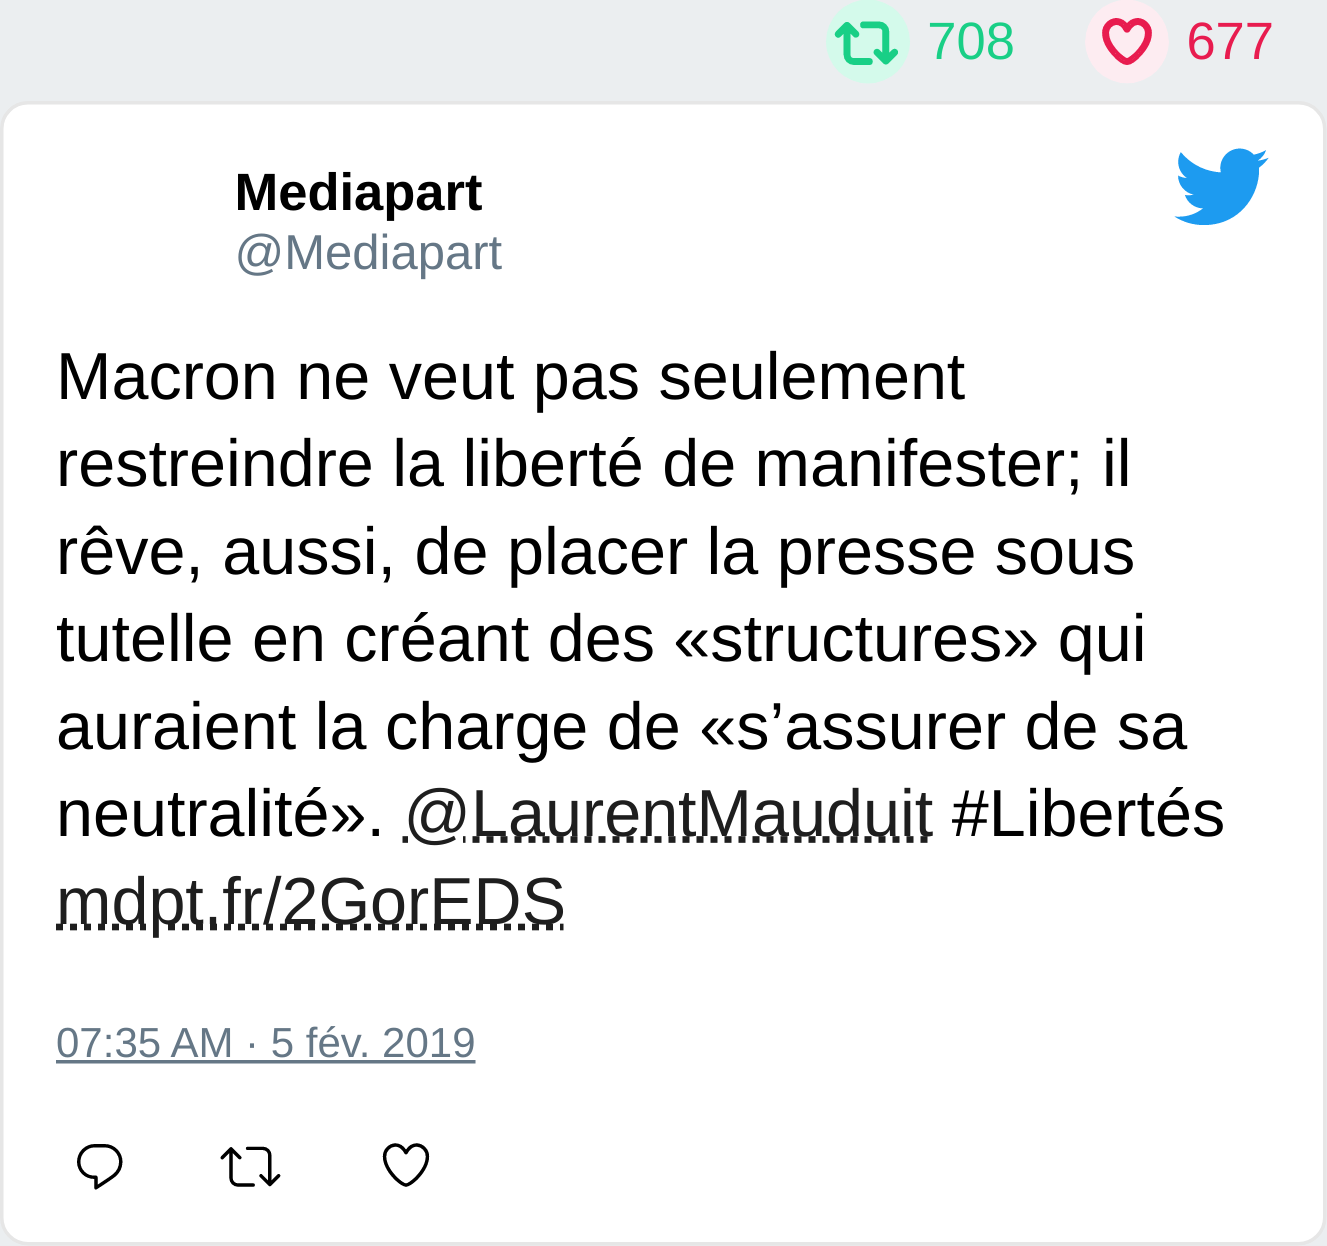 708 677
Mediapart
@Mediapart
Macron ne veut pas seulement
restreindre la liberté de manifester; il
rêve, aussi, de placer la presse sous
tutelle en créant des «structures» qui
auraient la charge de «s’assurer de sa
neutralité». @LaurentMauduit #Libertés
mdpt.fr/2GorEDS
07:35 AM · 5 fév. 2019